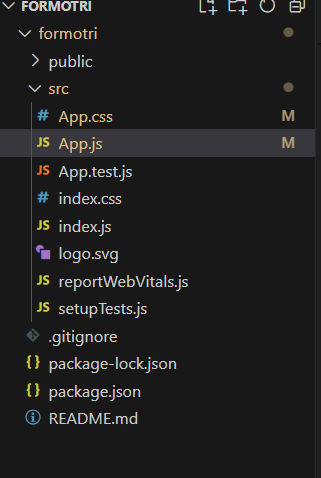 FORMOTRI
formotri
public
src
# App.css M
JS App.js M
JS App.test.js
# index.css
JS index.js
logo.svg
JS reportWebVitals.js
JS setupTests.js
.gitignore
{} package-lock.json
{} package.json
README.md